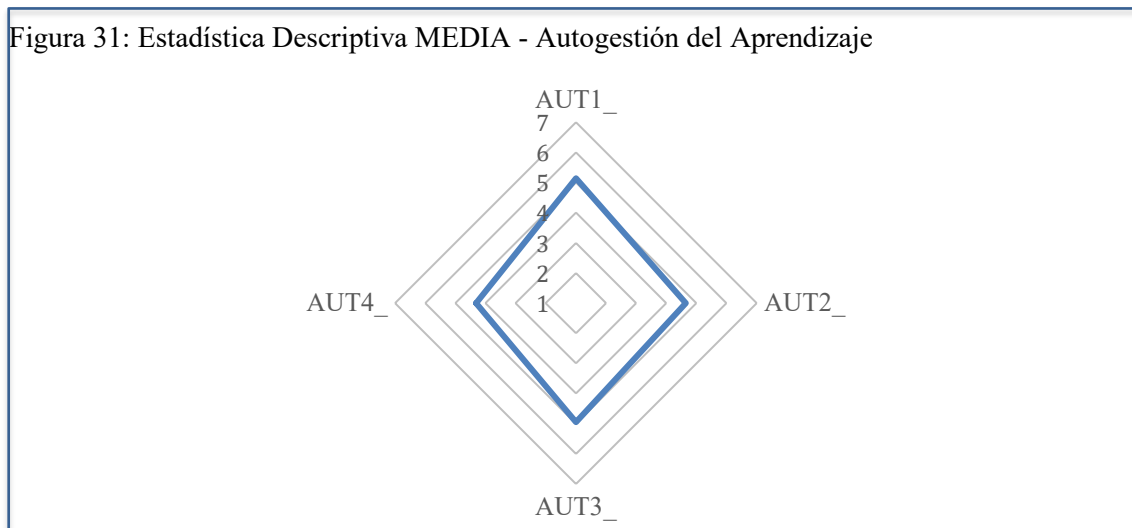 Figura 31: Estadística Descriptiva MEDIA - Autogestión del Aprendizaje
AUT1_
7
6
5
4
3
2
1
AUT4_
AUT2_
AUT3_